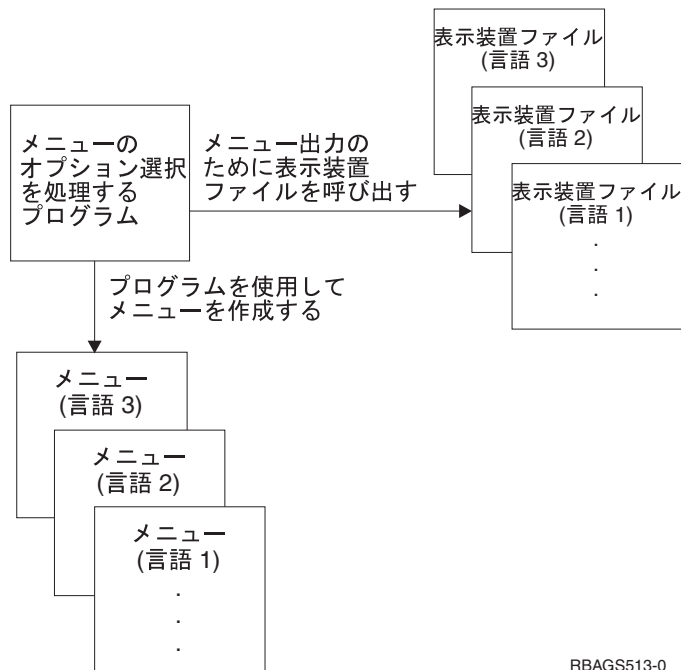 表示装置ファイル
(言語 3)
表示装置ファイル
(言語 2)
表示装置ファイル
(言語 1)
.
.
.
メニューの
オプション選択
を処理する
プログラム
メニュー出力の
ために表示装置
ファイルを呼び出す
プログラムを使用して
メニューを作成する
メニュー
(言語 3)
メニュー
(言語 2)
メニュー
(言語 1)
.
.
.
RBAGS513-0